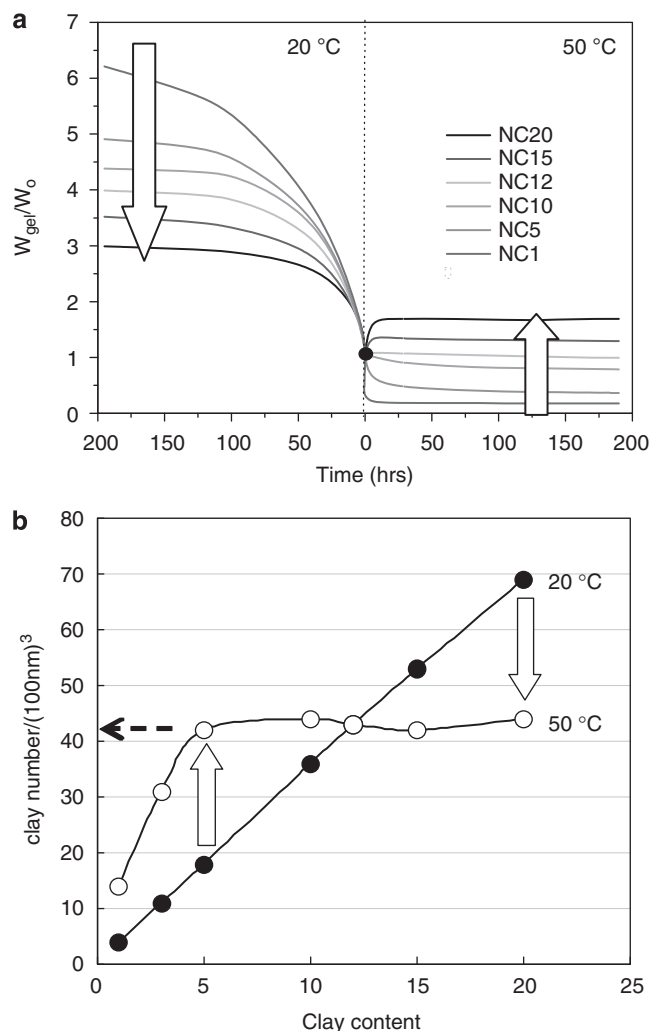 a
7
6
5
4
3
2
1
0
W_gel/W_o
20 °C
50 °C
NC20
NC15
NC12
NC10
NC5
NC1
200 150 100 50 0 50 100 150 200
Time (hrs)
b
80
70
60
50
40
30
20
10
0
clay number/(100nm)³
20 °C
50 °C
0 5 10 15 20 25
Clay content